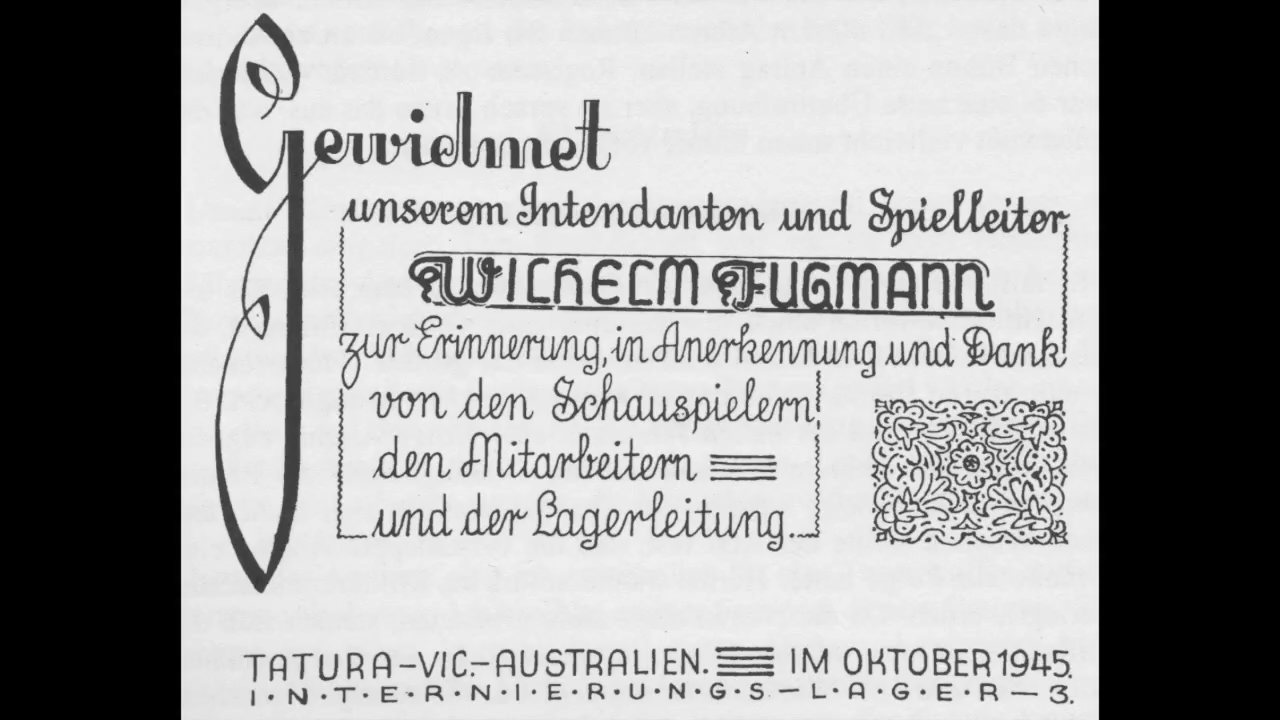 Gewidmet
unserem Intendanten und Spielleiter
WILHELM FUGMANN
zur Erinnerung, in Anerkennung und Dank
von den Schauspielern
den Mitarbeitern
und der Lagerleitung.
TATURA-VIC.-AUSTRALIEN. IM OKTOBER 1945.
I·N·T·E·R·N·I·E·R·U·N·G·S-L·A·G·E·R-3.